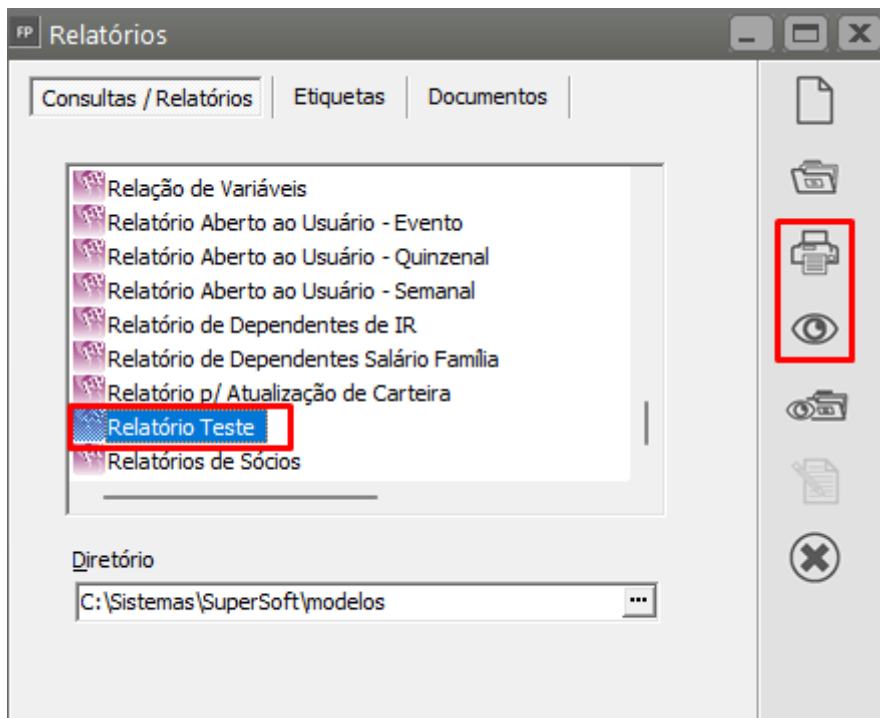 FP Relatórios
Consultas / Relatórios Etiquetas Documentos
Relação de Variáveis
Relatório Aberto ao Usuário - Evento
Relatório Aberto ao Usuário - Quinzenal
Relatório Aberto ao Usuário - Semanal
Relatório de Dependentes de IR
Relatório de Dependentes Salário Família
Relatório p/ Atualização de Carteira
Relatório Teste
Relatórios de Sócios
Diretório
C:\Sistemas\SuperSoft\modelos ...